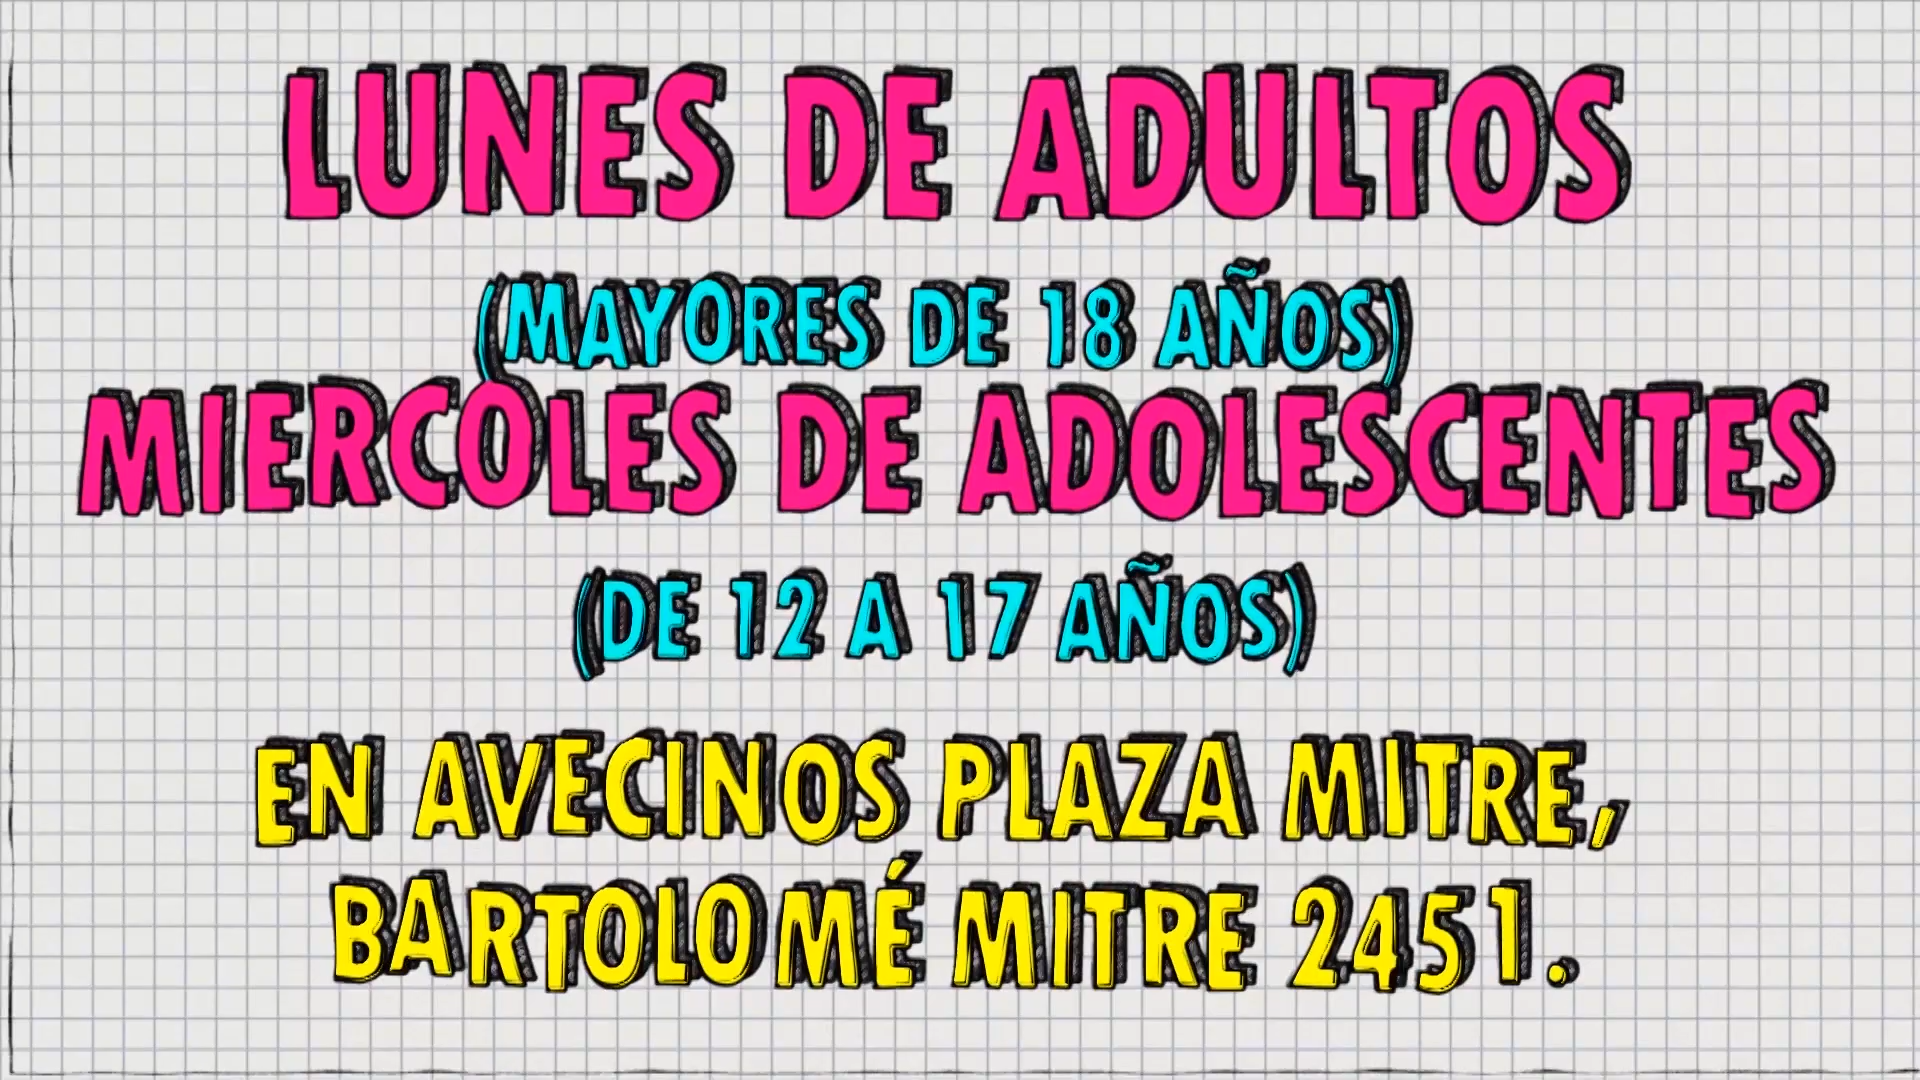 LUNES DE ADULTOS
(MAYORES DE 18 AÑOS)
MIERCOLES DE ADOLESCENTES
(DE 12 A 17 AÑOS)
EN AVECINOS PLAZA MITRE,
BARTOLOMÉ MITRE 2451.